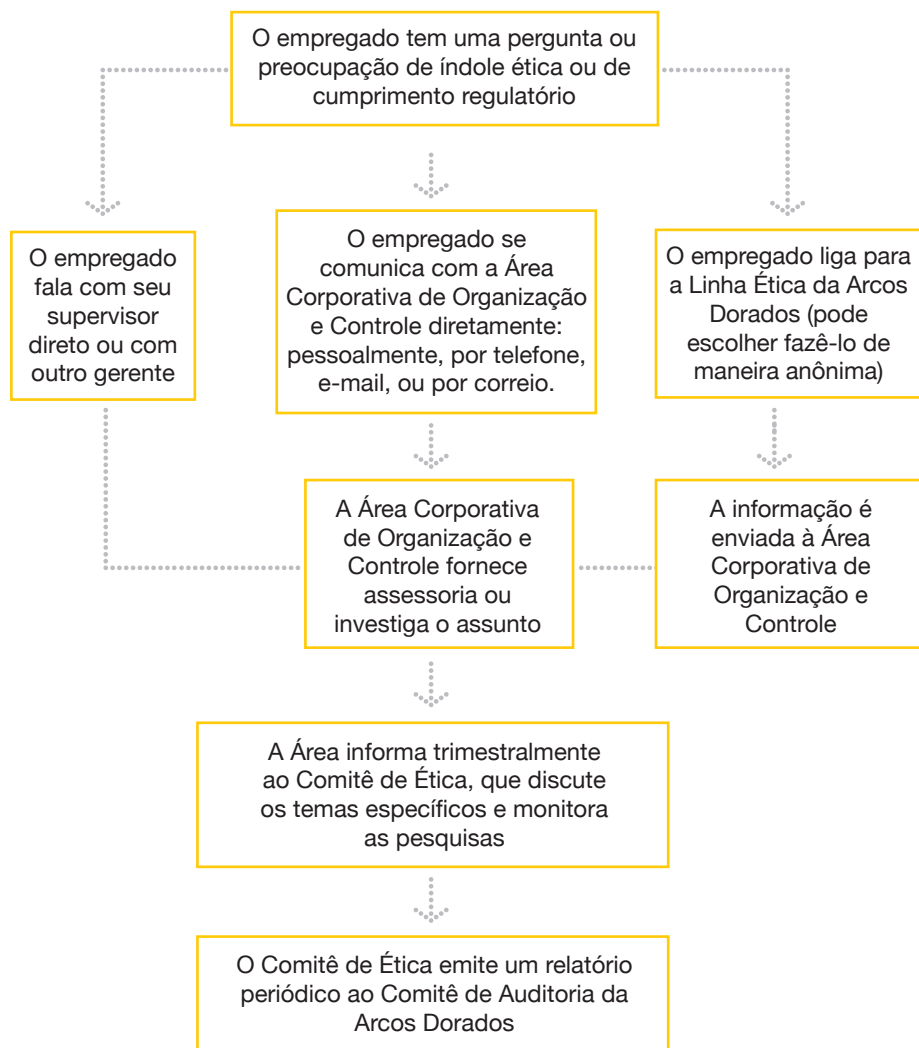 O empregado tem uma pergunta ou
preocupação de índole ética ou de
cumprimento regulatório
O empregado
fala com seu
supervisor
direto ou com
outro gerente
O empregado se
comunica com a Área
Corporativa de Organização
e Controle diretamente:
pessoalmente, por telefone,
e-mail, ou por correio.
O empregado liga para
a Linha Ética da Arcos
Dorados (pode
escolher fazê-lo de
maneira anônima)
A Área Corporativa
de Organização e
Controle fornece
assessoria ou
investiga o assunto
A informação é
enviada à Área
Corporativa de
Organização e
Controle
A Área informa trimestralmente
ao Comitê de Ética, que discute
os temas específicos e monitora
as pesquisas
O Comitê de Ética emite um relatório
periódico ao Comitê de Auditoria da
Arcos Dorados